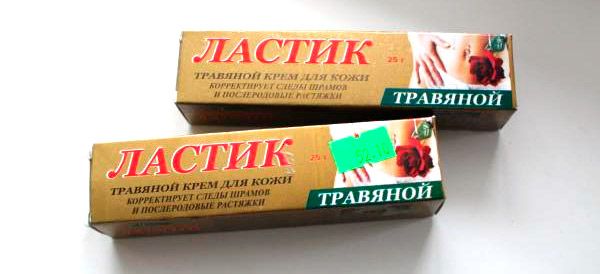 ЛАСТИК
25 г
ТРАВЯНОЙ КРЕМ ДЛЯ КОЖИ
КОРРЕКТИРУЕТ СЛЕДЫ ШРАМОВ
И ПОСЛЕРОДОВЫЕ РАСТЯЖКИ
ТРАВЯНОЙ
ЛАСТИК
25 г
ТРАВЯНОЙ КРЕМ ДЛЯ КОЖИ
КОРРЕКТИРУЕТ СЛЕДЫ ШРАМОВ
И ПОСЛЕРОДОВЫЕ РАСТЯЖКИ
ТРАВЯНОЙ